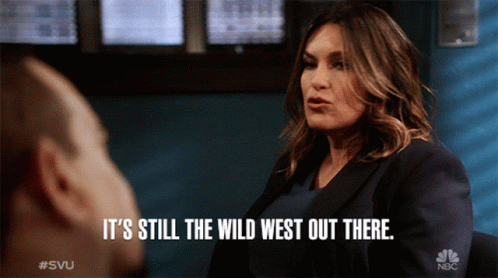 IT'S STILL THE WILD WEST OUT THERE.
#SVU
NBC